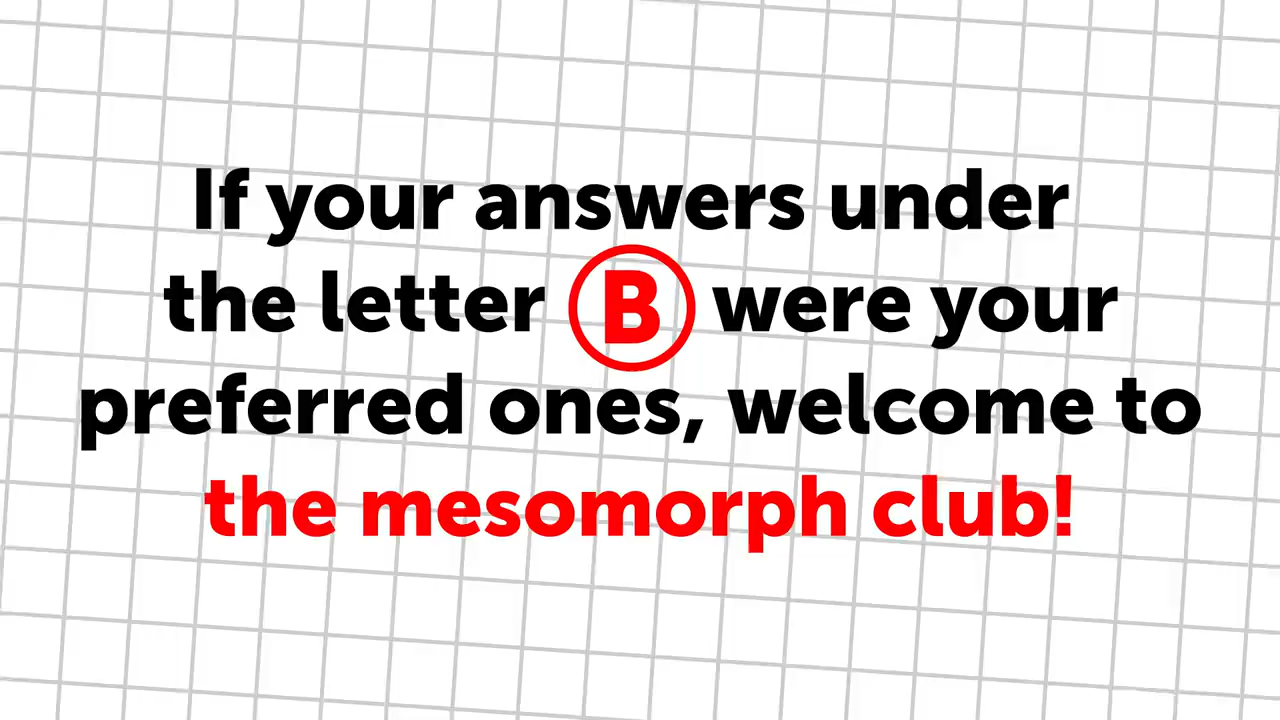 If your answers under
the letter B were your
preferred ones, welcome to
the mesomorph club!